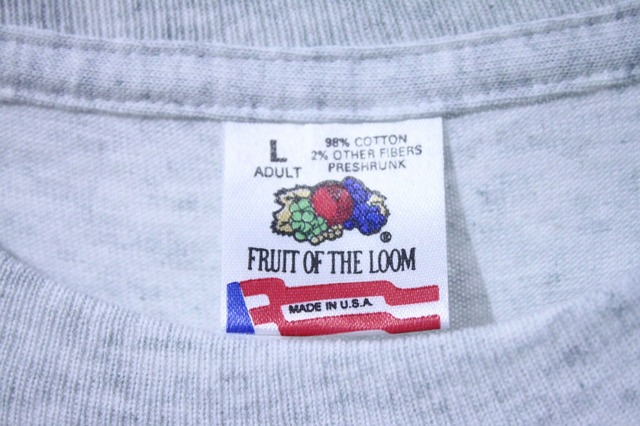 L
ADULT
98% COTTON
2% OTHER FIBERS
PRESHRUNK
®
FRUIT OF THE LOOM
MADE IN U.S.A.